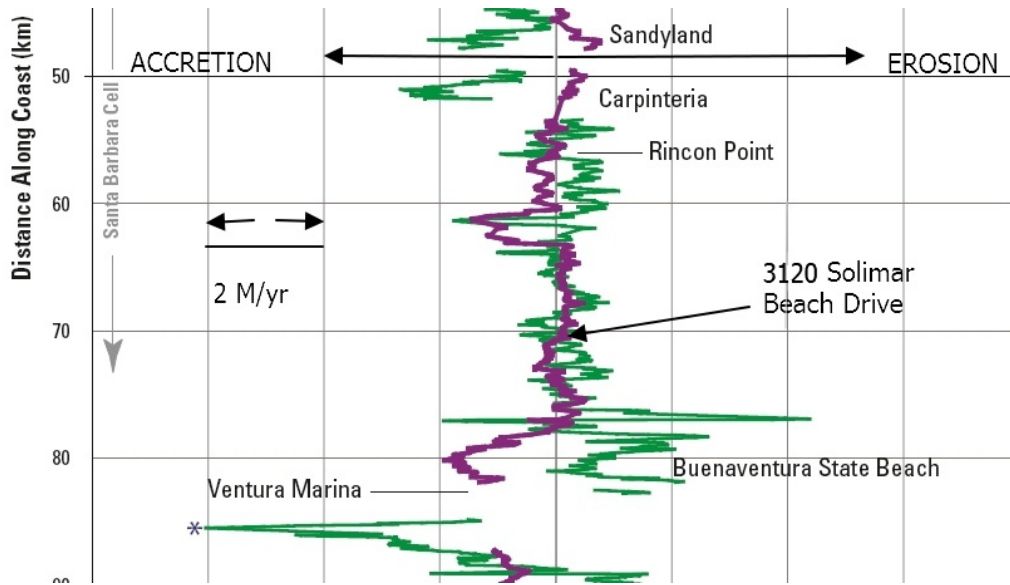 Distance Along Coast (km)
Santa Barbara Cell
Sandyland
ACCRETION
EROSION
50
Carpinteria
Rincon Point
60
2 M/yr
3120 Solimar
Beach Drive
70
80
Buenaventura State Beach
Ventura Marina
*
90